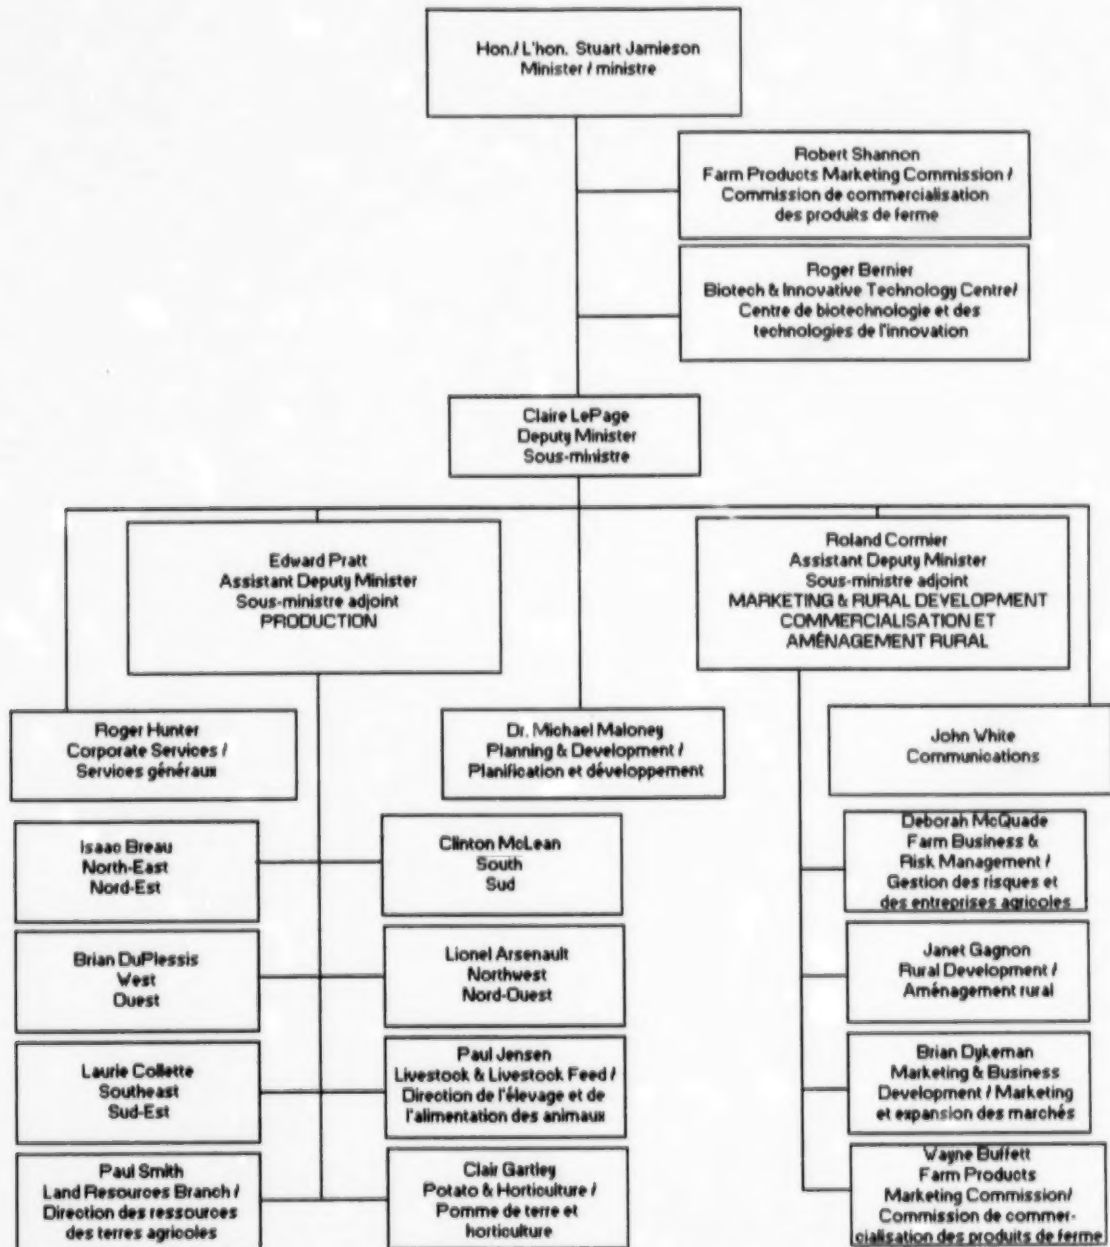 Hon./ L'hon. Stuart Jamieson
Minister / ministre
Robert Shannon
Farm Products Marketing Commission /
Commission de commercialisation
des produits de ferme
Roger Bernier
Biotech & Innovative Technology Centre/
Centre de biotechnologie et des
technologies de l'innovation
Claire LePage
Deputy Minister
Sous-ministre
Edward Pratt
Assistant Deputy Minister
Sous-ministre adjoint
PRODUCTION
Roland Cormier
Assistant Deputy Minister
Sous-ministre adjoint
MARKETING & RURAL DEVELOPMENT
COMMERCIALISATION ET
AMÉNAGEMENT RURAL
Roger Hunter
Corporate Services /
Services généraux
Dr. Michael Maloney
Planning & Development /
Planification et développement
John White
Communications
Isaac Breau
North-East
Nord-Est
Clinton McLean
South
Sud
Deborah McQuade
Farm Business &
Risk Management /
Gestion des risques et
des entreprises agricoles
Brian DuPlessis
West
Ouest
Lionel Arsenault
Northwest
Nord-Ouest
Janet Gagnon
Rural Development /
Aménagement rural
Laurie Collette
Southeast
Sud-Est
Paul Jensen
Livestock & Livestock Feed /
Direction de l'élevage et de
l'alimentation des animaux
Brian Dykeman
Marketing & Business
Development / Marketing
et expansion des marchés
Paul Smith
Land Resources Branch /
Direction des ressources
des terres agricoles
Clair Gartley
Potato & Horticulture /
Pomme de terre et
horticulture
Wayne Buffett
Farm Products
Marketing Commission/
Commission de commer-
cialisation des produits de ferme